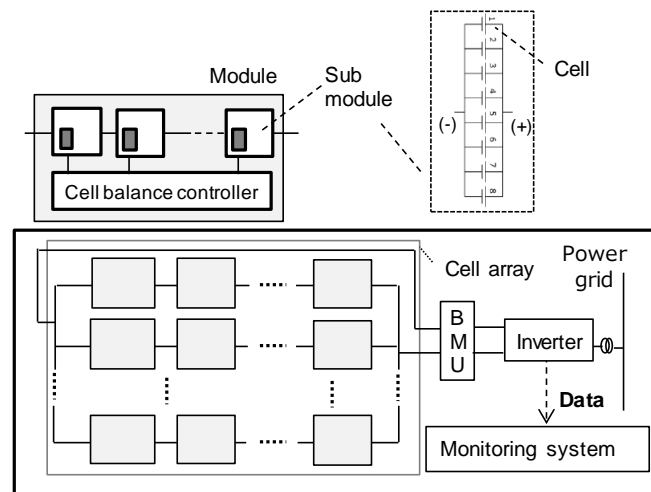 Module
Sub
module
Cell balance controller
1
2
3
4
5
6
7
8
(-)
(+)
Cell
Cell array
Power
grid
B
M
U
Inverter
Data
Monitoring system